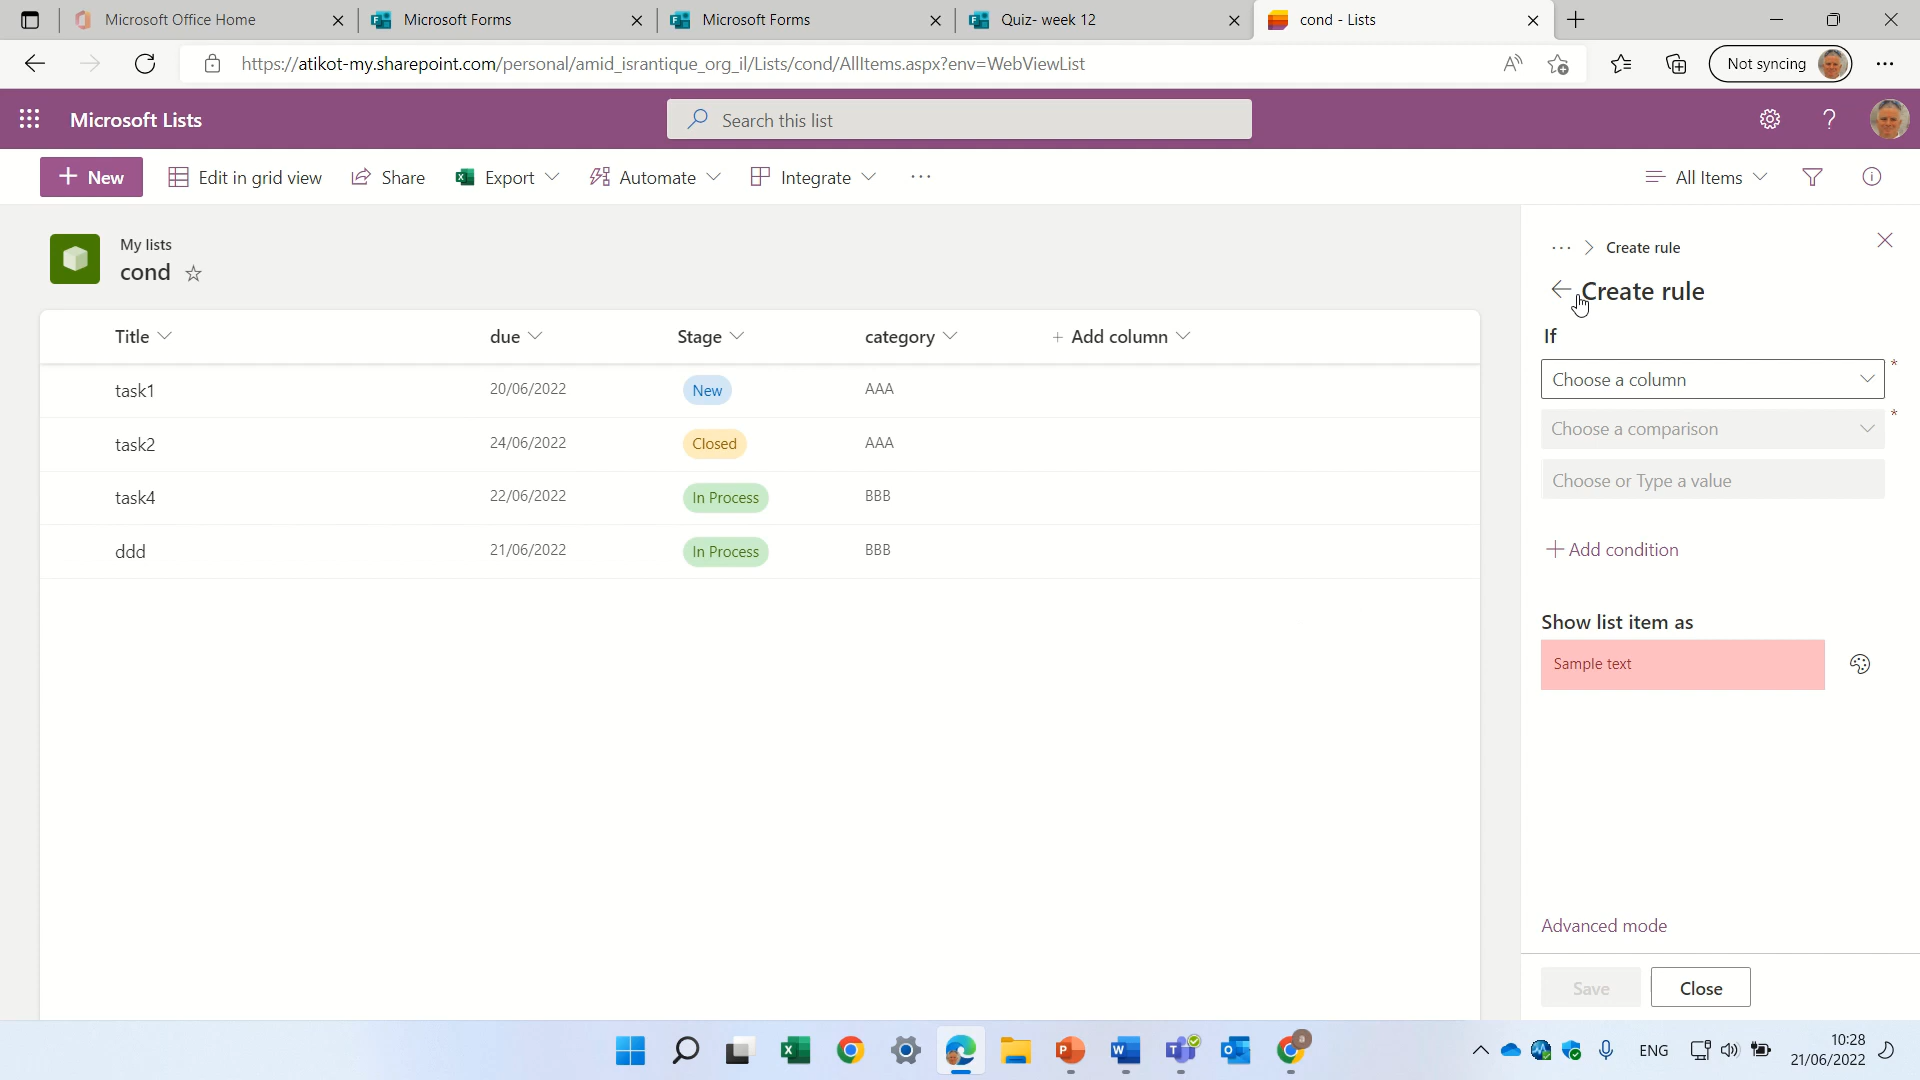 Microsoft Office Home
Microsoft Forms
Microsoft Forms
Quiz- week 12
cond - Lists
https://atikot-my.sharepoint.com/personal/amid_israntique_org_il/Lists/cond/AllItems.aspx?env=WebViewList
Not syncing
Microsoft Lists
Search this list
New
Edit in grid view
Share
Export
Automate
Integrate
All Items
My lists
cond
Title
due
Stage
category
+ Add column
task1 20/06/2022 New AAA
task2 24/06/2022 Closed AAA
task4 22/06/2022 In Process BBB
ddd 21/06/2022 In Process BBB
... > Create rule
Create rule
If
Choose a column *
Choose a comparison *
Choose or Type a value
+ Add condition
Show list item as
Sample text
Advanced mode
Save
Close
ENG
10:28
21/06/2022